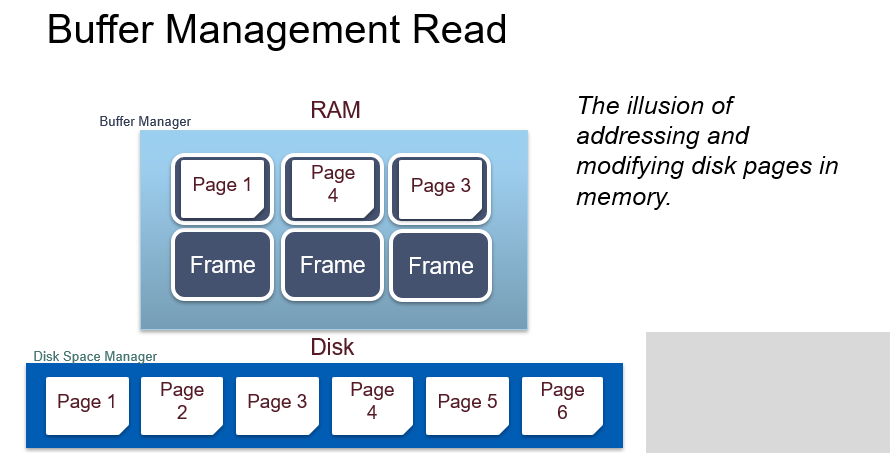 Buffer Management Read
RAM
Buffer Manager
The illusion of
addressing and
modifying disk pages in
memory.
Page 1
Page
4
Page 3
Frame
Frame
Frame
Disk
Disk Space Manager
Page 1
Page
2
Page 3
Page
4
Page 5
Page
6